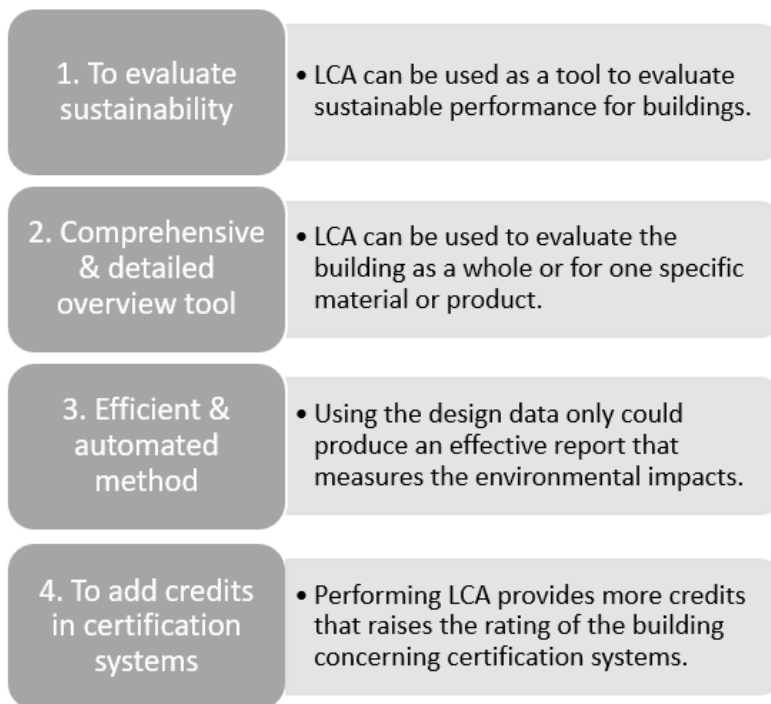 1. To evaluate
sustainability
• LCA can be used as a tool to evaluate
sustainable performance for buildings.
2. Comprehensive
& detailed
overview tool
• LCA can be used to evaluate the
building as a whole or for one specific
material or product.
3. Efficient &
automated
method
• Using the design data only could
produce an effective report that
measures the environmental impacts.
4. To add credits
in certification
systems
• Performing LCA provides more credits
that raises the rating of the building
concerning certification systems.